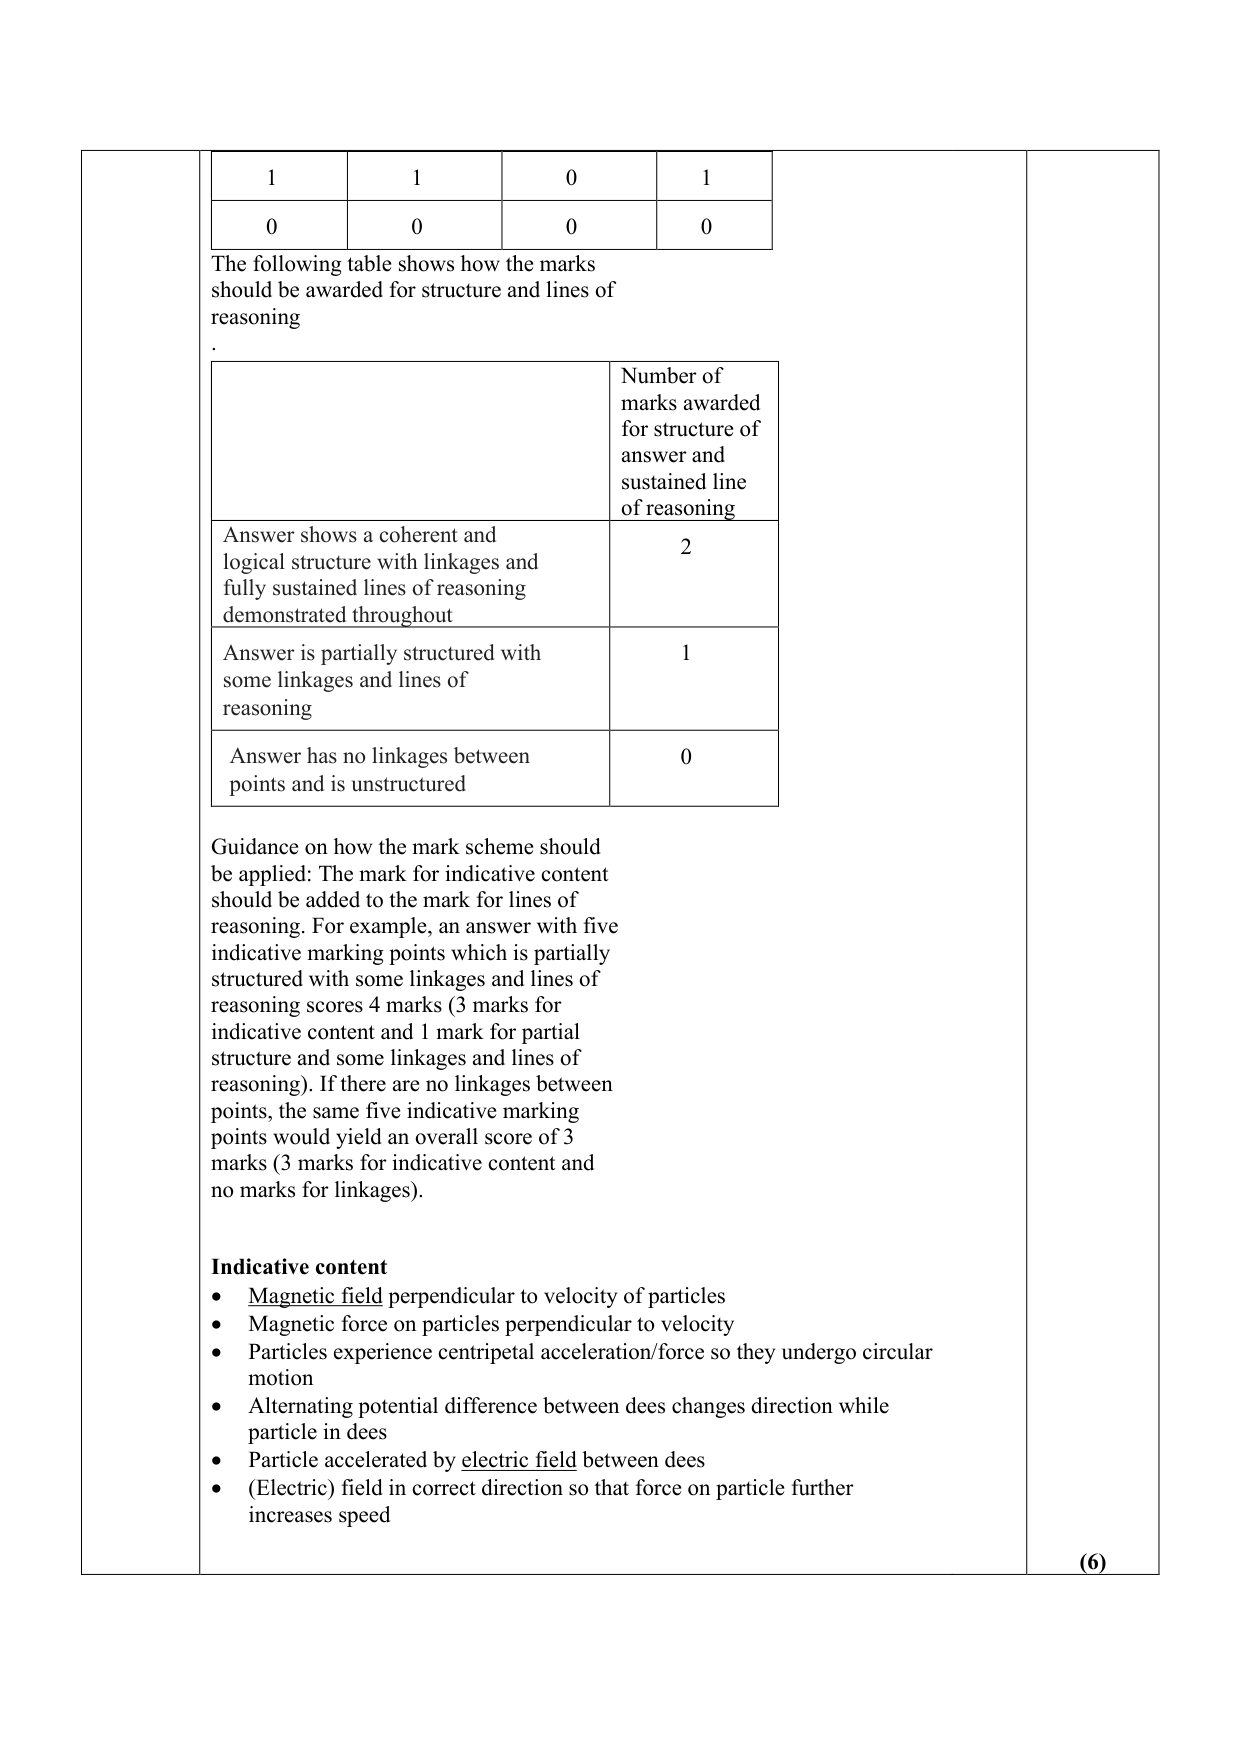 1 1 0 1
0 0 0 0
The following table shows how the marks
should be awarded for structure and lines of
reasoning
.
Number of
marks awarded
for structure of
answer and
sustained line
of reasoning
Answer shows a coherent and
logical structure with linkages and
fully sustained lines of reasoning
demonstrated throughout
2
Answer is partially structured with
some linkages and lines of
reasoning
1
Answer has no linkages between
points and is unstructured
0
Guidance on how the mark scheme should
be applied: The mark for indicative content
should be added to the mark for lines of
reasoning. For example, an answer with five
indicative marking points which is partially
structured with some linkages and lines of
reasoning scores 4 marks (3 marks for
indicative content and 1 mark for partial
structure and some linkages and lines of
reasoning). If there are no linkages between
points, the same five indicative marking
points would yield an overall score of 3
marks (3 marks for indicative content and
no marks for linkages).
Indicative content
• Magnetic field perpendicular to velocity of particles
• Magnetic force on particles perpendicular to velocity
• Particles experience centripetal acceleration/force so they undergo circular
motion
• Alternating potential difference between dees changes direction while
particle in dees
• Particle accelerated by electric field between dees
• (Electric) field in correct direction so that force on particle further
increases speed
(6)